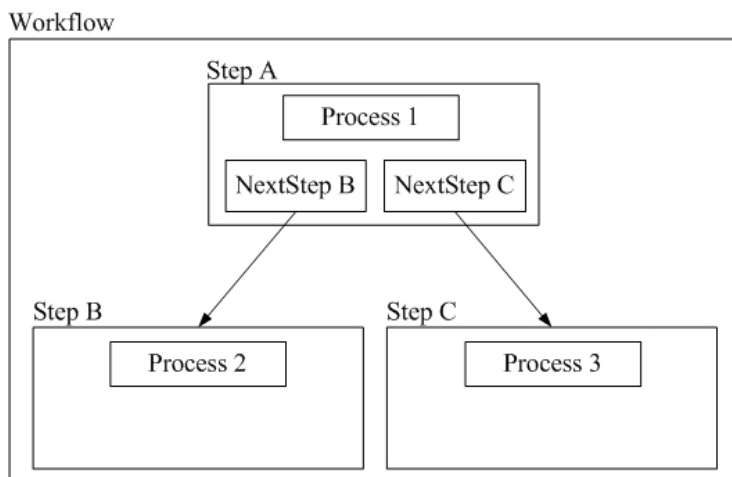 Workflow
Step A
Process 1
NextStep B
NextStep C
Step B
Step C
Process 2
Process 3